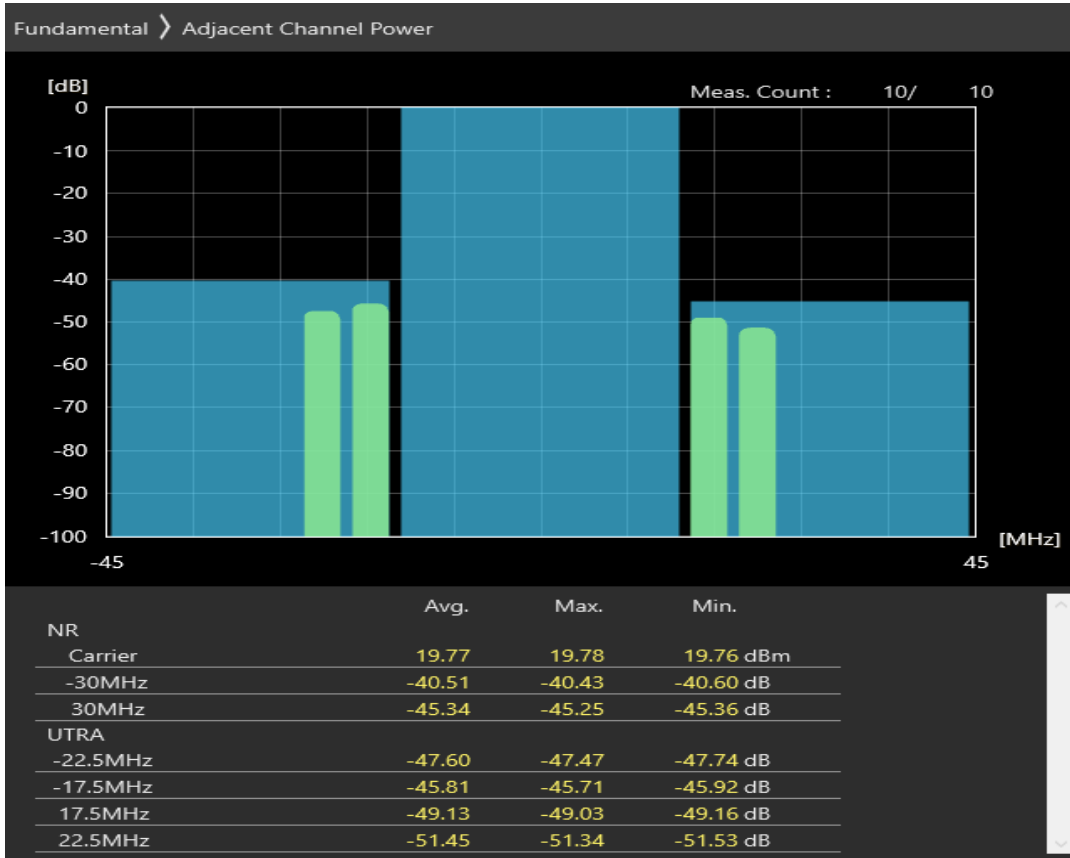 Fundamental 〉 Adjacent Channel Power
[dB]
Meas. Count : 10/ 10
0
-10
-20
-30
-40
-50
-60
-70
-80
-90
-100
[MHz]
-45 45
Avg. Max. Min.
NR
Carrier 19.77 19.78 19.76 dBm
-30MHz -40.51 -40.43 -40.60 dB
30MHz -45.34 -45.25 -45.36 dB
UTRA
-22.5MHz -47.60 -47.47 -47.74 dB
-17.5MHz -45.81 -45.71 -45.92 dB
17.5MHz -49.13 -49.03 -49.16 dB
22.5MHz -51.45 -51.34 -51.53 dB